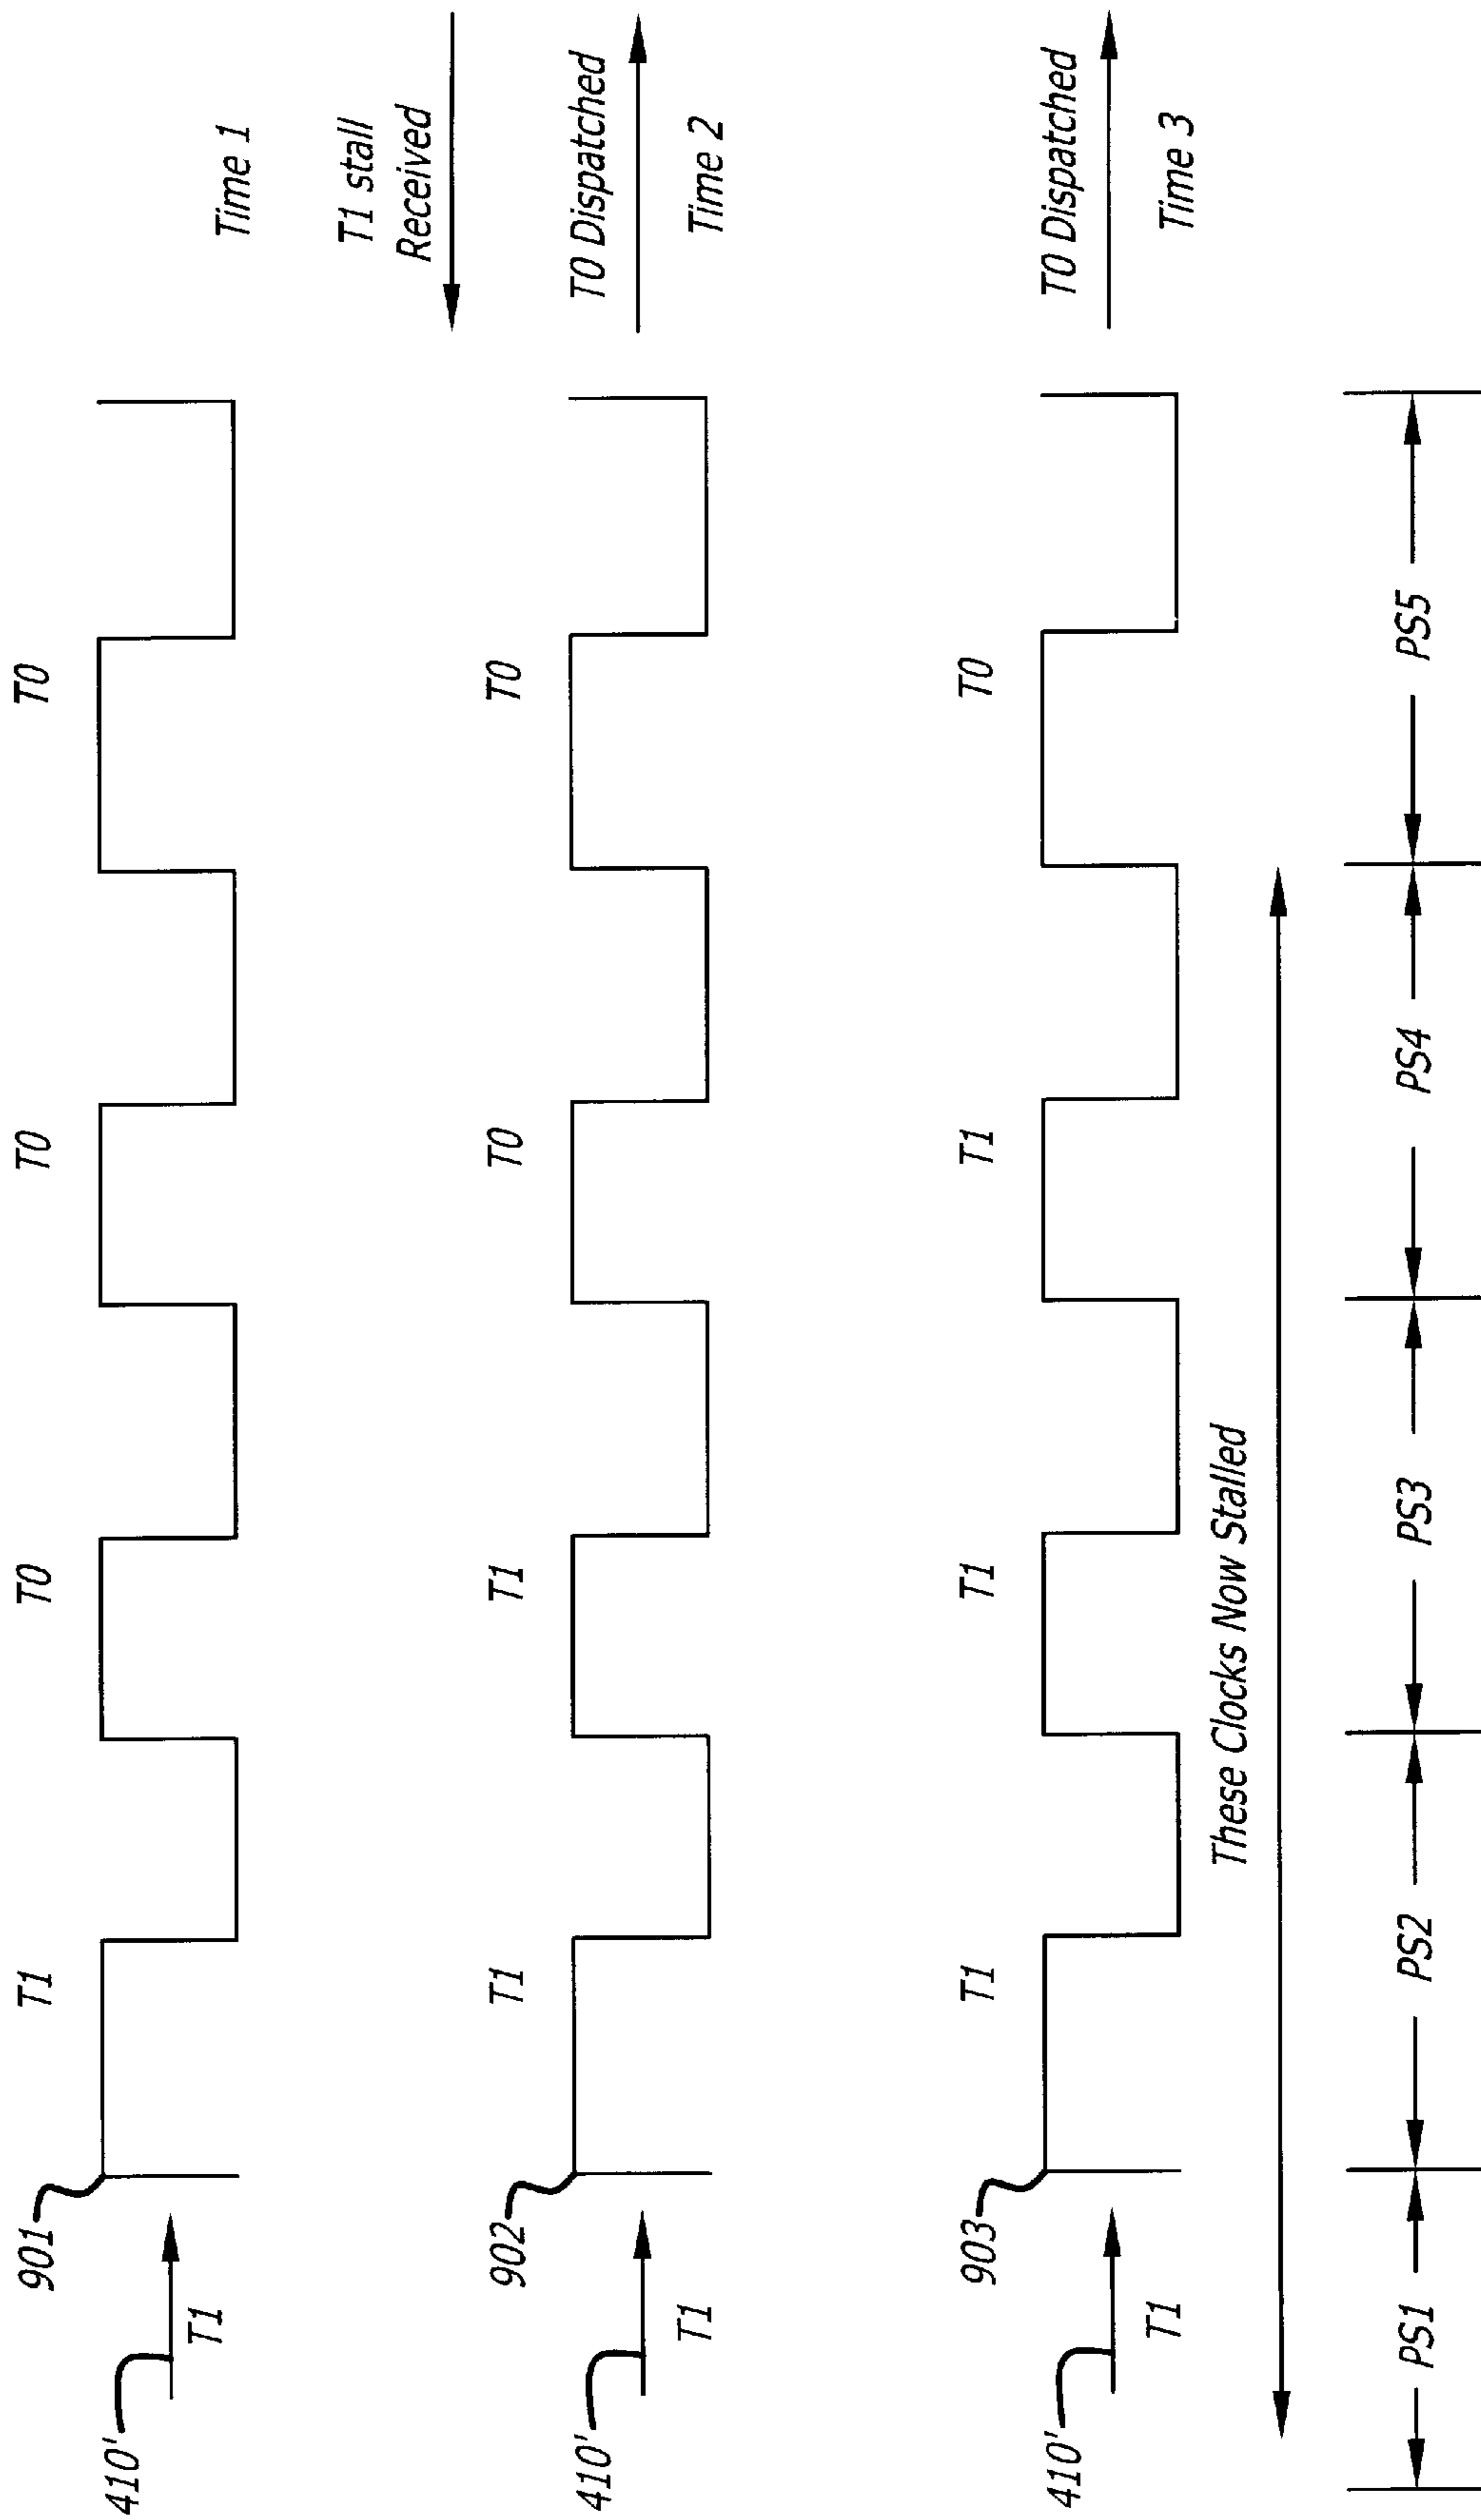 901
T1
T0
T0
T0
410'
T1
Time 1
T1 stall
Received
902
T1
T1
T0
T0
T0 Dispatched
410'
T1
Time 2
903
T1
T1
T1
T0
T0 Dispatched
410'
T1
Time 3
These Clocks Now Stalled
PS1
PS2
PS3
PS4
PS5